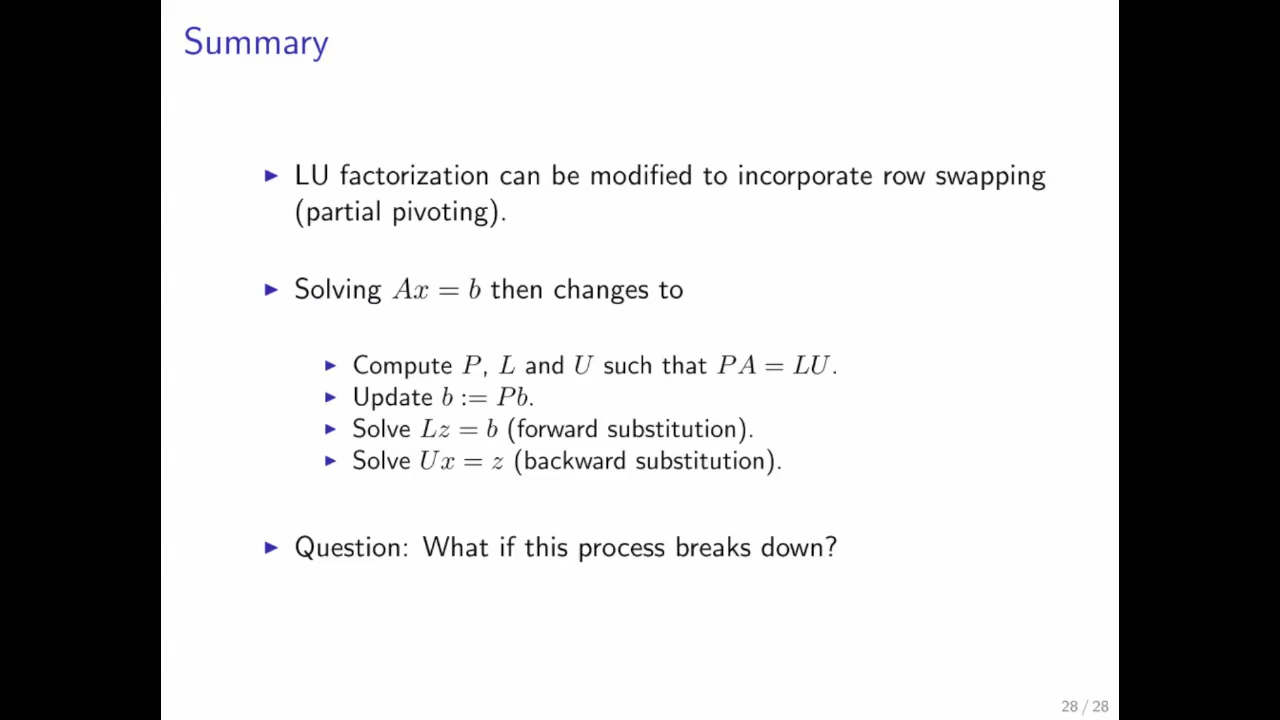 Summary
▶ LU factorization can be modified to incorporate row swapping
(partial pivoting).
▶ Solving Ax = b then changes to
▶ Compute P, L and U such that PA = LU.
▶ Update b := Pb.
▶ Solve Lz = b (forward substitution).
▶ Solve Ux = z (backward substitution).
▶ Question: What if this process breaks down?
28 / 28